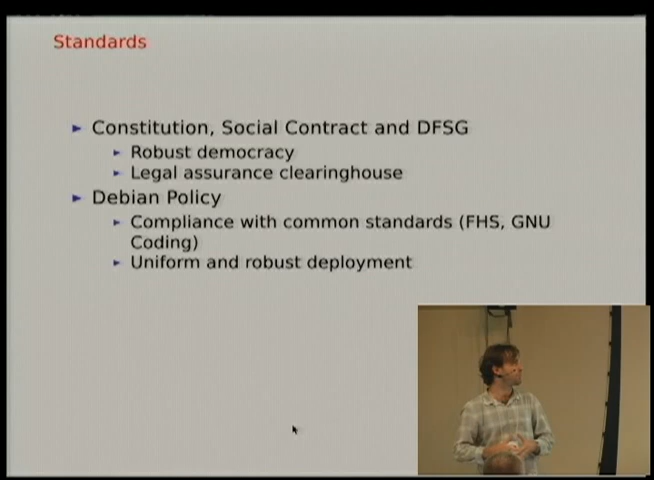 Standards
Constitution, Social Contract and DFSG
Robust democracy
Legal assurance clearinghouse
Debian Policy
Compliance with common standards (FHS, GNU
Coding)
Uniform and robust deployment